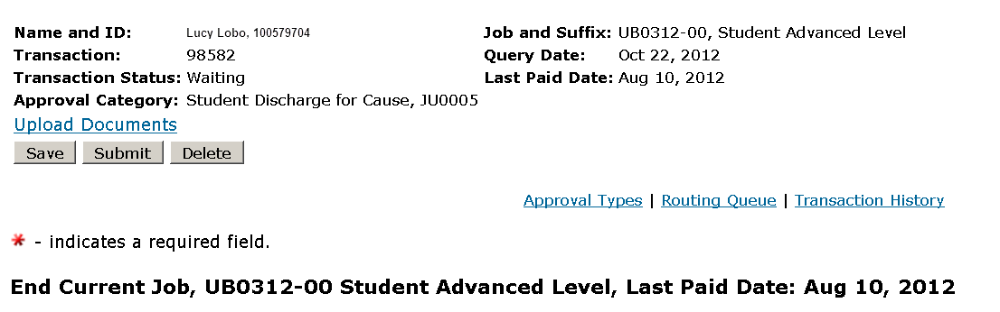 Name and ID: Lucy Lobo, 100579704 Job and Suffix: UB0312-00, Student Advanced Level
Transaction: 98582 Query Date: Oct 22, 2012
Transaction Status: Waiting Last Paid Date: Aug 10, 2012
Approval Category: Student Discharge for Cause, JU0005
Upload Documents
Save Submit Delete
Approval Types | Routing Queue | Transaction History
* - indicates a required field.
End Current Job, UB0312-00 Student Advanced Level, Last Paid Date: Aug 10, 2012